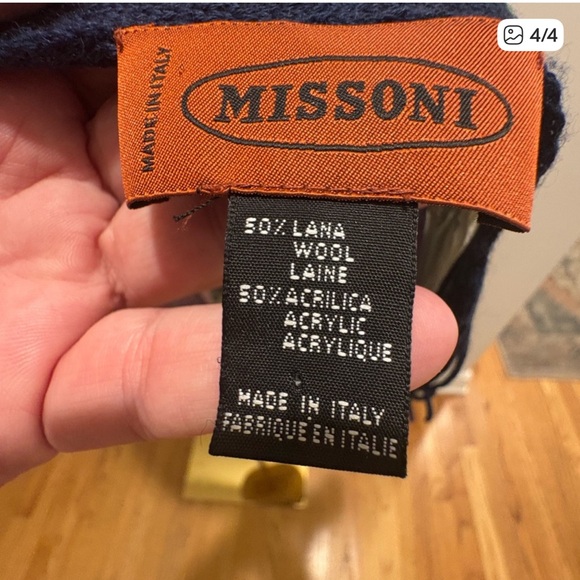 4/4
MADE IN ITALY
MISSONI
50% LANA
WOOL
LAINE
50% ACRILICA
ACRYLIC
ACRYLIQUE
MADE IN ITALY
FABRIQUE EN ITALIE